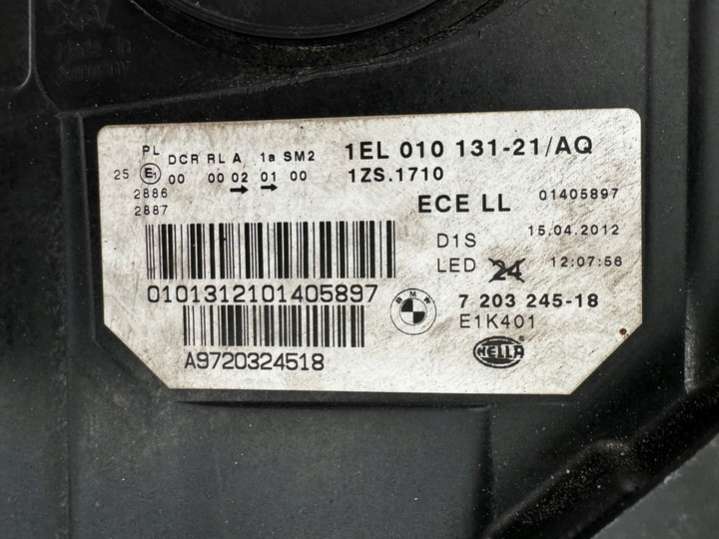 PL DCR RL A 1a SM2
25 E1 00 00 02 01 00
2886
2887
1EL 010 131-21/AQ
1ZS.1710
ECE LL
01405897
D1S
15.04.2012
LED 24
12:07:56
0101312101405897
BMW
7 203 245-18
E1K401
A9720324518
HELLA